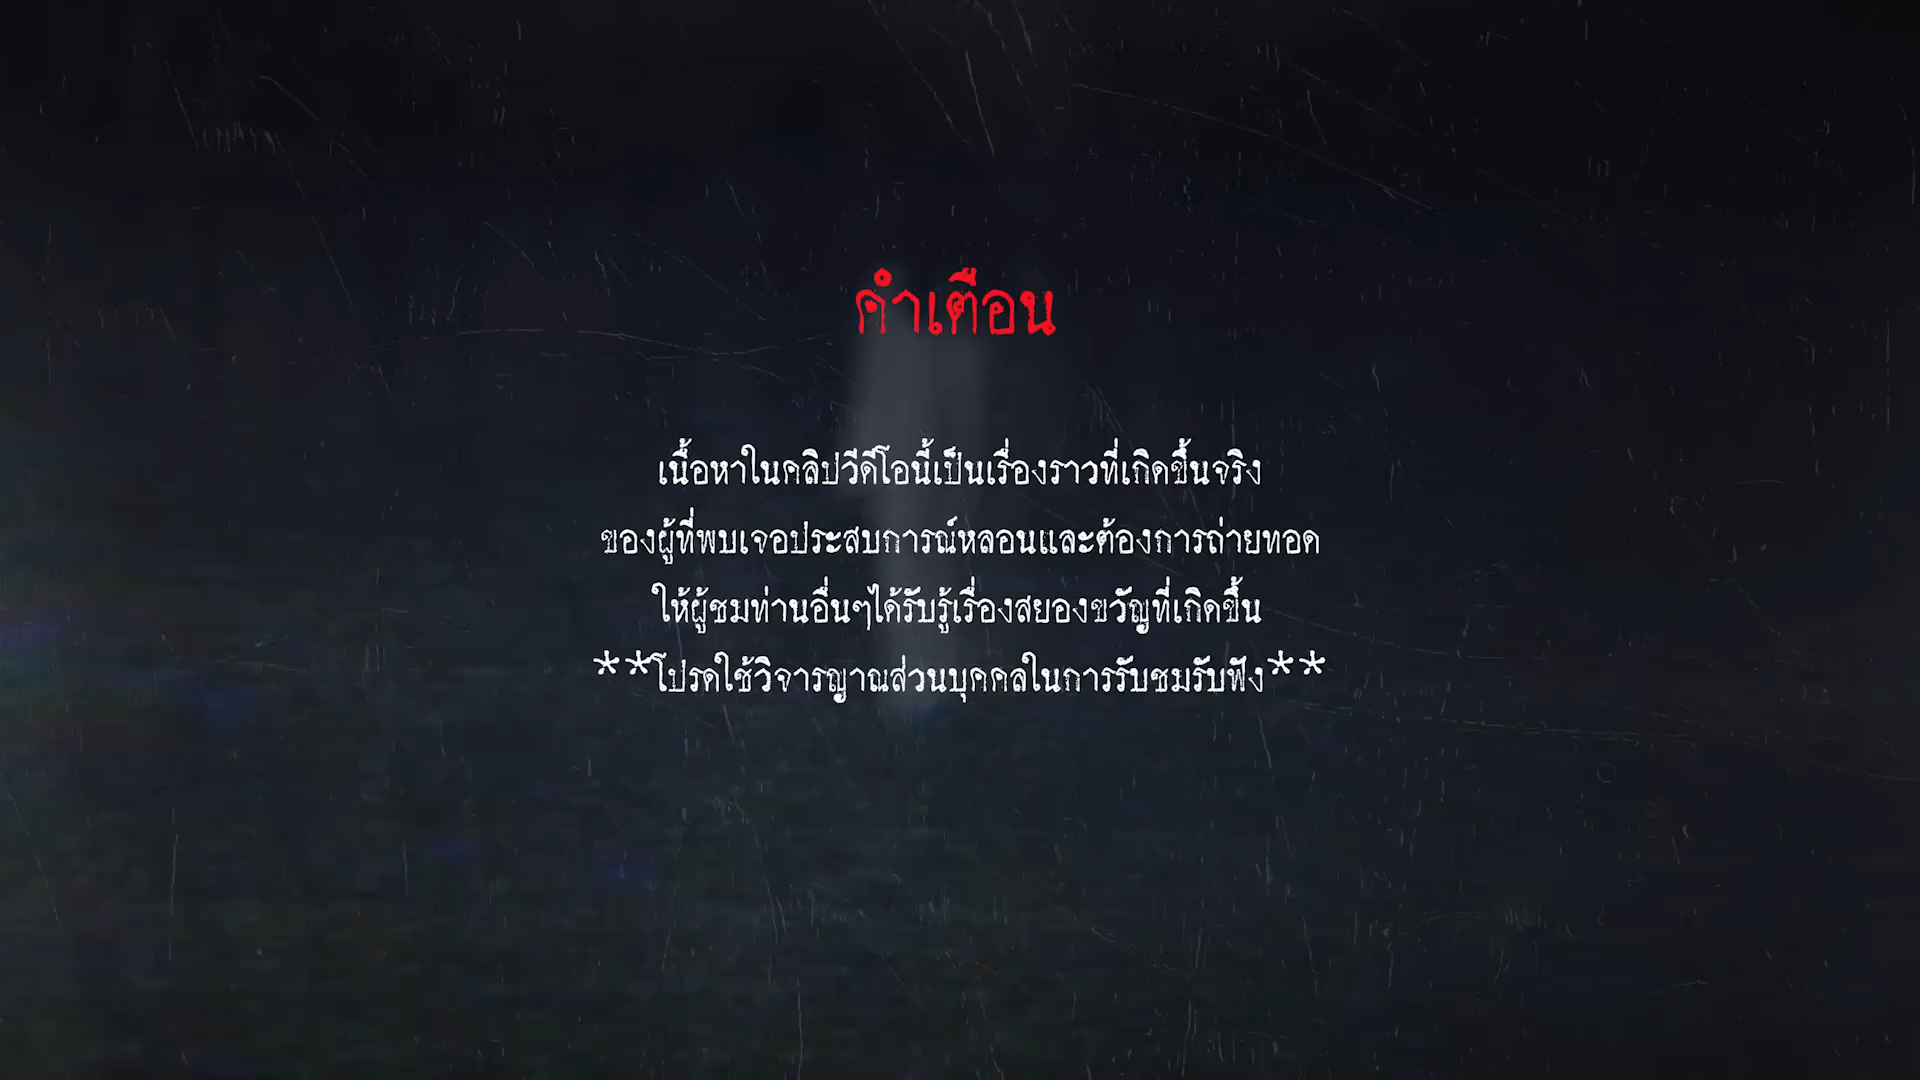 คำเตือน
เนื้อหาในคลิปวีดีโอนี้เป็นเรื่องราวที่เกิดขึ้นจริง
ของผู้ที่พบเจอประสบการณ์หลอนและต้องการถ่ายทอด
ให้ผู้ชมท่านอื่นๆได้รับรู้เรื่องสยองขวัญที่เกิดขึ้น
**โปรดใช้วิจารญาณส่วนบุคคลในการรับชมรับฟัง**